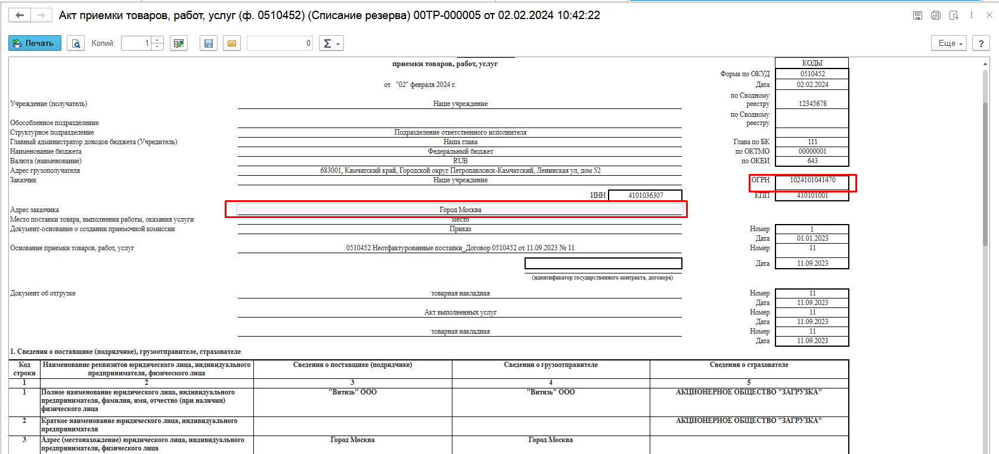 Акт приемки товаров, работ, услуг (ф. 0510452) (Списание резерва) 00ТР-000005 от 02.02.2024 10:42:22
Печать Копий: 1 0 Σ Еще ?
приемки товаров, работ, услуг КОДЫ
Форма по ОКУД 0510452
от "02" февраля 2024 г. Дата 02.02.2024
Учреждение (получатель) Наше учреждение по Сводному реестру 12345678
Обособленное подразделение по Сводному реестру
Структурное подразделение Подразделение ответственного исполнителя
Главный администратор доходов бюджета (Учредитель) Наша глава Глава по БК 111
Наименование бюджета Федеральный бюджет по ОКТМО 00000001
Валюта (наименование) RUB по ОКЕИ 643
Адрес грузополучателя 683001, Камчатский край, Городской округ Петропавловск-Камчатский, Ленинская ул, дом 52
Заказчик Наше учреждение ОГРН 1024101041470
ИНН 4101036307 КПП 410101001
Адрес заказчика Город Москва
Место поставки товара, выполнения работы, оказания услуги место
Документ-основание о создании приемочной комиссии Приказ Номер 1
Дата 01.01.2023
Основание приемки товаров, работ, услуг 0510452 Неотфактурованные поставки_Договор 0510452 от 11.09.2023 № 11 Номер 11
Дата 11.09.2023
(идентификатор государственного контракта, договора)
Документ об отгрузке товарная накладная Номер 11
Дата 11.09.2023
Акт выполненных услуг Номер 11
Дата 11.09.2023
товарная накладная Номер 11
Дата 11.09.2023
1. Сведения о поставщике (подрядчике), грузоотправителе, страхователе
Код строки Наименование реквизитов юридического лица, индивидуального предпринимателя, физического лица Сведения о поставщике (подрядчике) Сведения о грузоотправителе Сведения о страхователе
1 2 3 4 5
1 Полное наименование юридического лица, индивидуального предпринимателя, фамилия, имя, отчество (при наличии) физического лица "Витязь" ООО "Витязь" ООО АКЦИОНЕРНОЕ ОБЩЕСТВО "ЗАГРУЗКА"
2 Краткое наименование юридического лица, индивидуального предпринимателя АКЦИОНЕРНОЕ ОБЩЕСТВО "ЗАГРУЗКА"
3 Адрес (местонахождение) юридического лица, индивидуального предпринимателя, физического лица Город Москва Город Москва